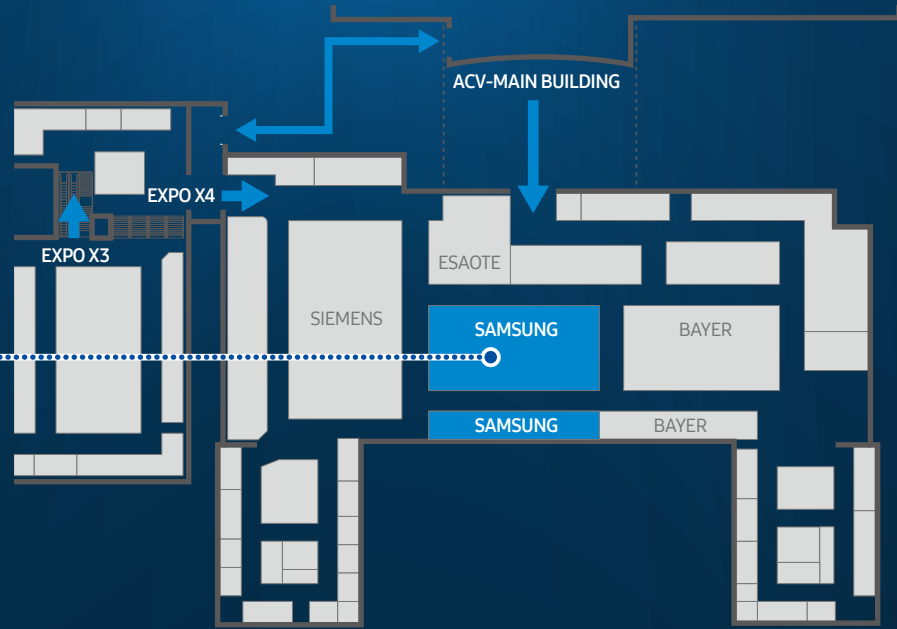 ACV-MAIN BUILDING
EXPO X4
EXPO X3
ESAOTE
SIEMENS
SAMSUNG
BAYER
SAMSUNG
BAYER